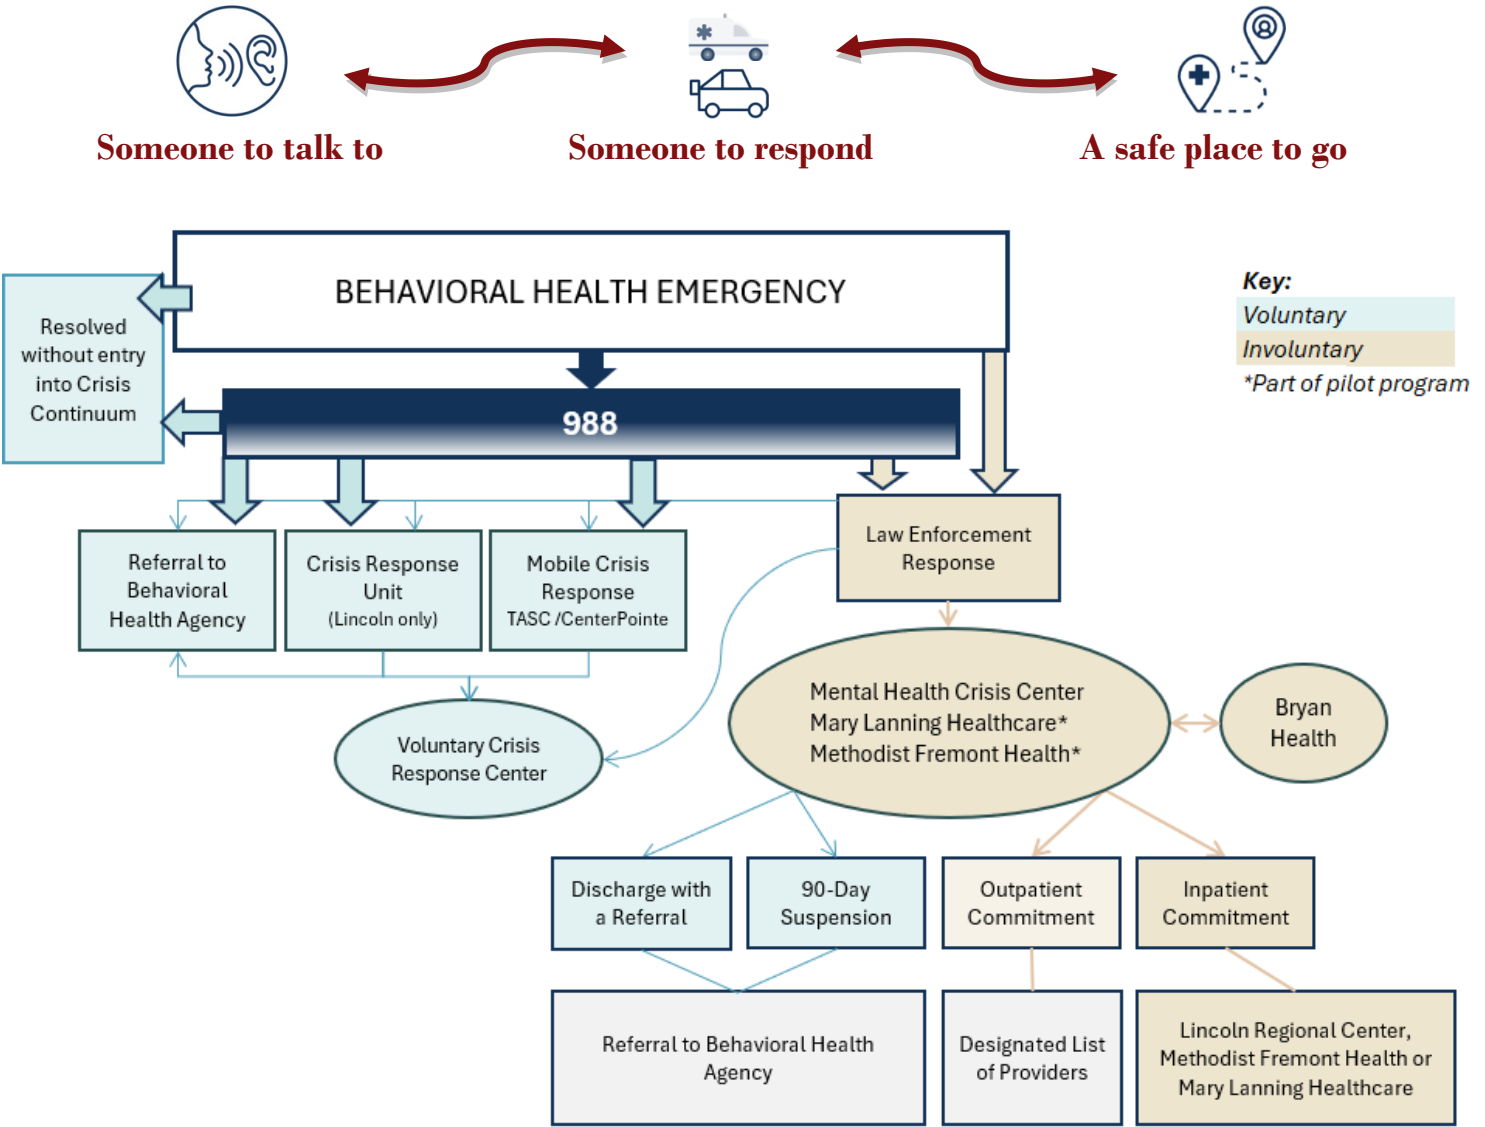 Someone to talk to
Someone to respond
A safe place to go
BEHAVIORAL HEALTH EMERGENCY
Key:
Voluntary
Involuntary
*Part of pilot program
Resolved
without entry
into Crisis
Continuum
988
Law Enforcement
Response
Referral to
Behavioral
Health Agency
Crisis Response
Unit
(Lincoln only)
Mobile Crisis
Response
TASC /CenterPointe
Mental Health Crisis Center
Mary Lanning Healthcare*
Methodist Fremont Health*
Bryan
Health
Voluntary Crisis
Response Center
Discharge with
a Referral
90-Day
Suspension
Outpatient
Commitment
Inpatient
Commitment
Referral to Behavioral Health
Agency
Designated List
of Providers
Lincoln Regional Center,
Methodist Fremont Health or
Mary Lanning Healthcare